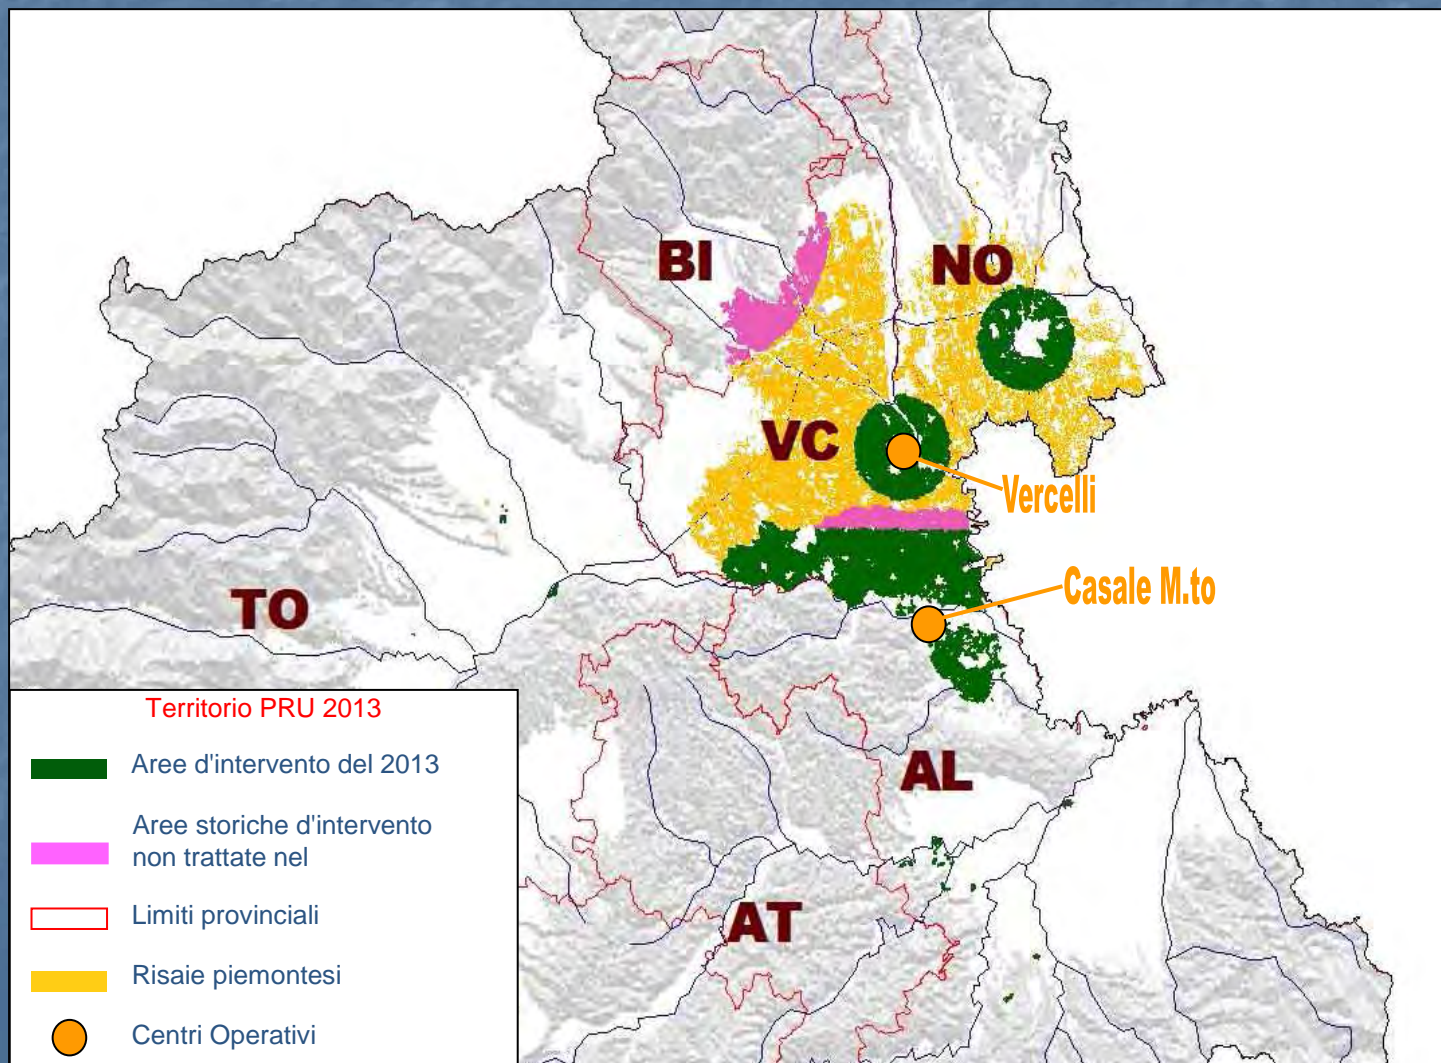 BI
NO
VC
Vercelli
Casale M.to
TO
AL
AT
Territorio PRU 2013
Aree d'intervento del 2013
Aree storiche d'intervento
non trattate nel
Limiti provinciali
Risaie piemontesi
Centri Operativi